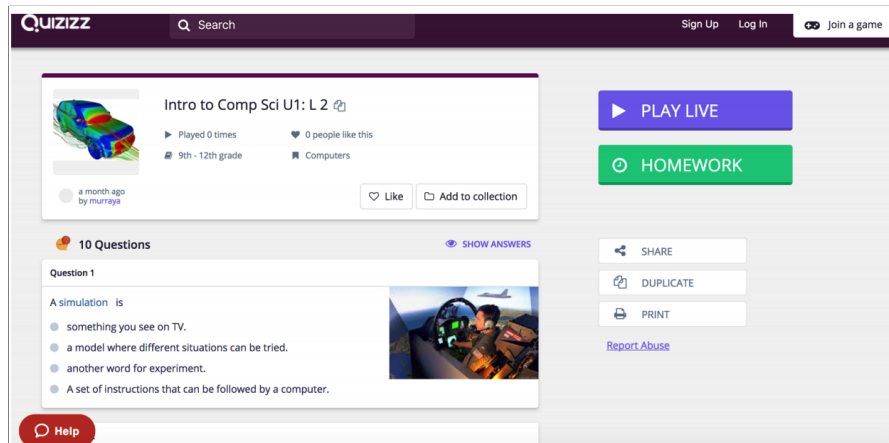 Quizizz
Search
Sign Up Log In Join a game
Intro to Comp Sci U1: L 2
Played 0 times 0 people like this
9th - 12th grade Computers
a month ago
by murraya
Like Add to collection
PLAY LIVE
HOMEWORK
10 Questions SHOW ANSWERS
Question 1
A simulation is
something you see on TV.
a model where different situations can be tried.
another word for experiment.
A set of instructions that can be followed by a computer.
SHARE
DUPLICATE
PRINT
Report Abuse
Help